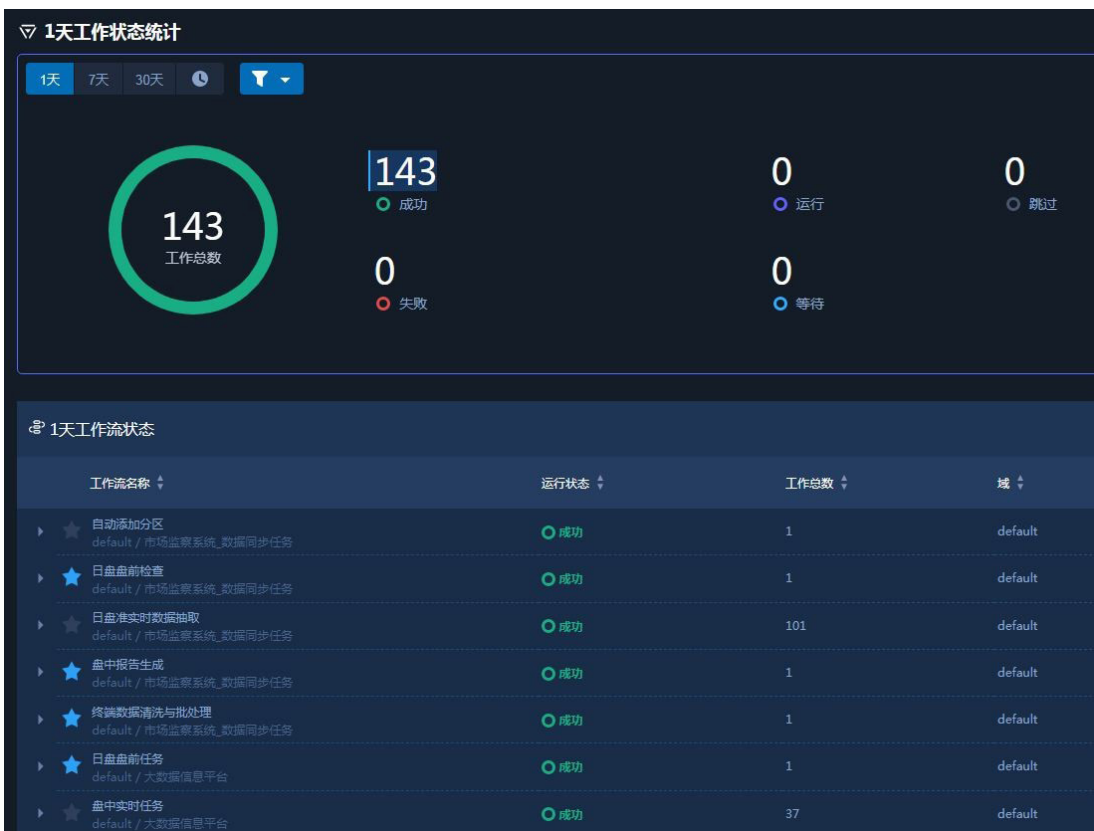 1天工作状态统计
1天 7天 30天
143
工作总数
143
成功
0
运行
0
跳过
0
失败
0
等待
1天工作流状态
工作流名称 运行状态 工作总数 域
自动添加分区
default / 市场监察系统_数据同步任务
成功 1 default
日盘盘前检查
default / 市场监察系统_数据同步任务
成功 1 default
日盘准实时数据抽取
default / 市场监察系统_数据同步任务
成功 101 default
盘中报告生成
default / 市场监察系统_数据同步任务
成功 1 default
终端数据清洗与批处理
default / 市场监察系统_数据同步任务
成功 1 default
日盘盘前任务
default / 大数据信息平台
成功 1 default
盘中实时任务
default / 大数据信息平台
成功 37 default